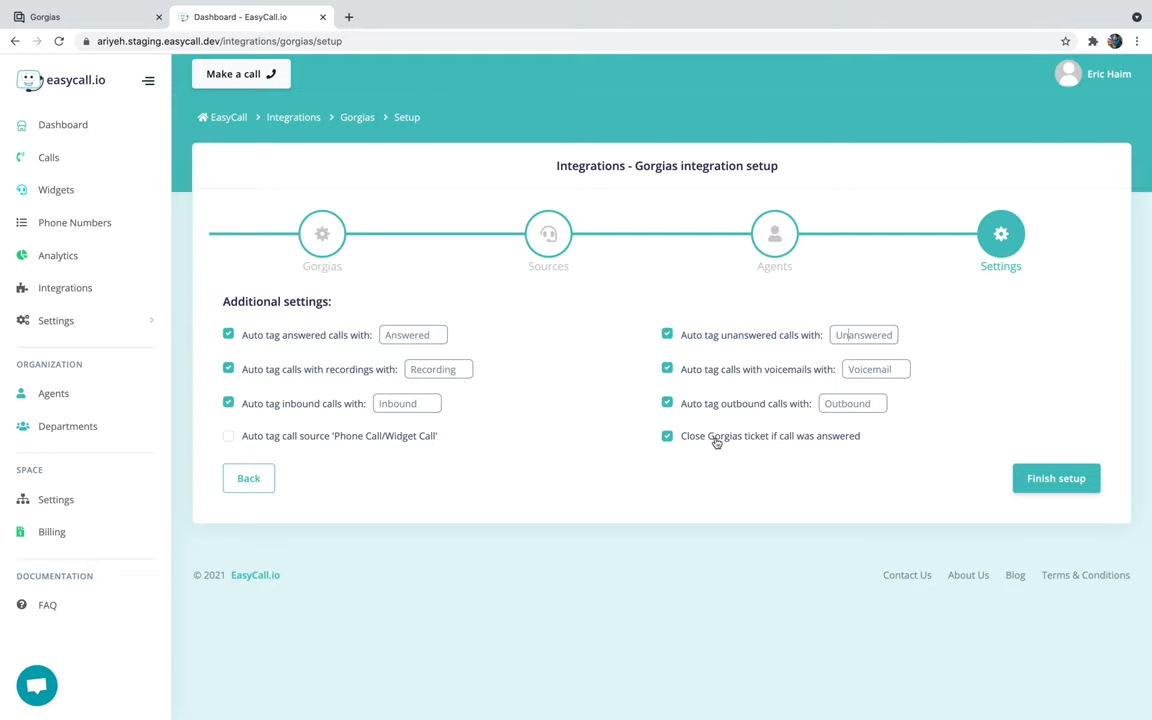 Gorgias
Dashboard - EasyCall.io
ariyeh.staging.easycall.dev/integrations/gorgias/setup
easycall.io
Make a call
Eric Haim
EasyCall > Integrations > Gorgias > Setup
Dashboard
Calls
Widgets
Phone Numbers
Analytics
Integrations
Settings
ORGANIZATION
Agents
Departments
SPACE
Settings
Billing
DOCUMENTATION
FAQ
Integrations - Gorgias integration setup
Gorgias
Sources
Agents
Settings
Additional settings:
Auto tag answered calls with: Answered
Auto tag unanswered calls with: Unanswered
Auto tag calls with recordings with: Recording
Auto tag calls with voicemails with: Voicemail
Auto tag inbound calls with: Inbound
Auto tag outbound calls with: Outbound
Auto tag call source 'Phone Call/Widget Call'
Close Gorgias ticket if call was answered
Back
Finish setup
© 2021 EasyCall.io
Contact Us
About Us
Blog
Terms & Conditions